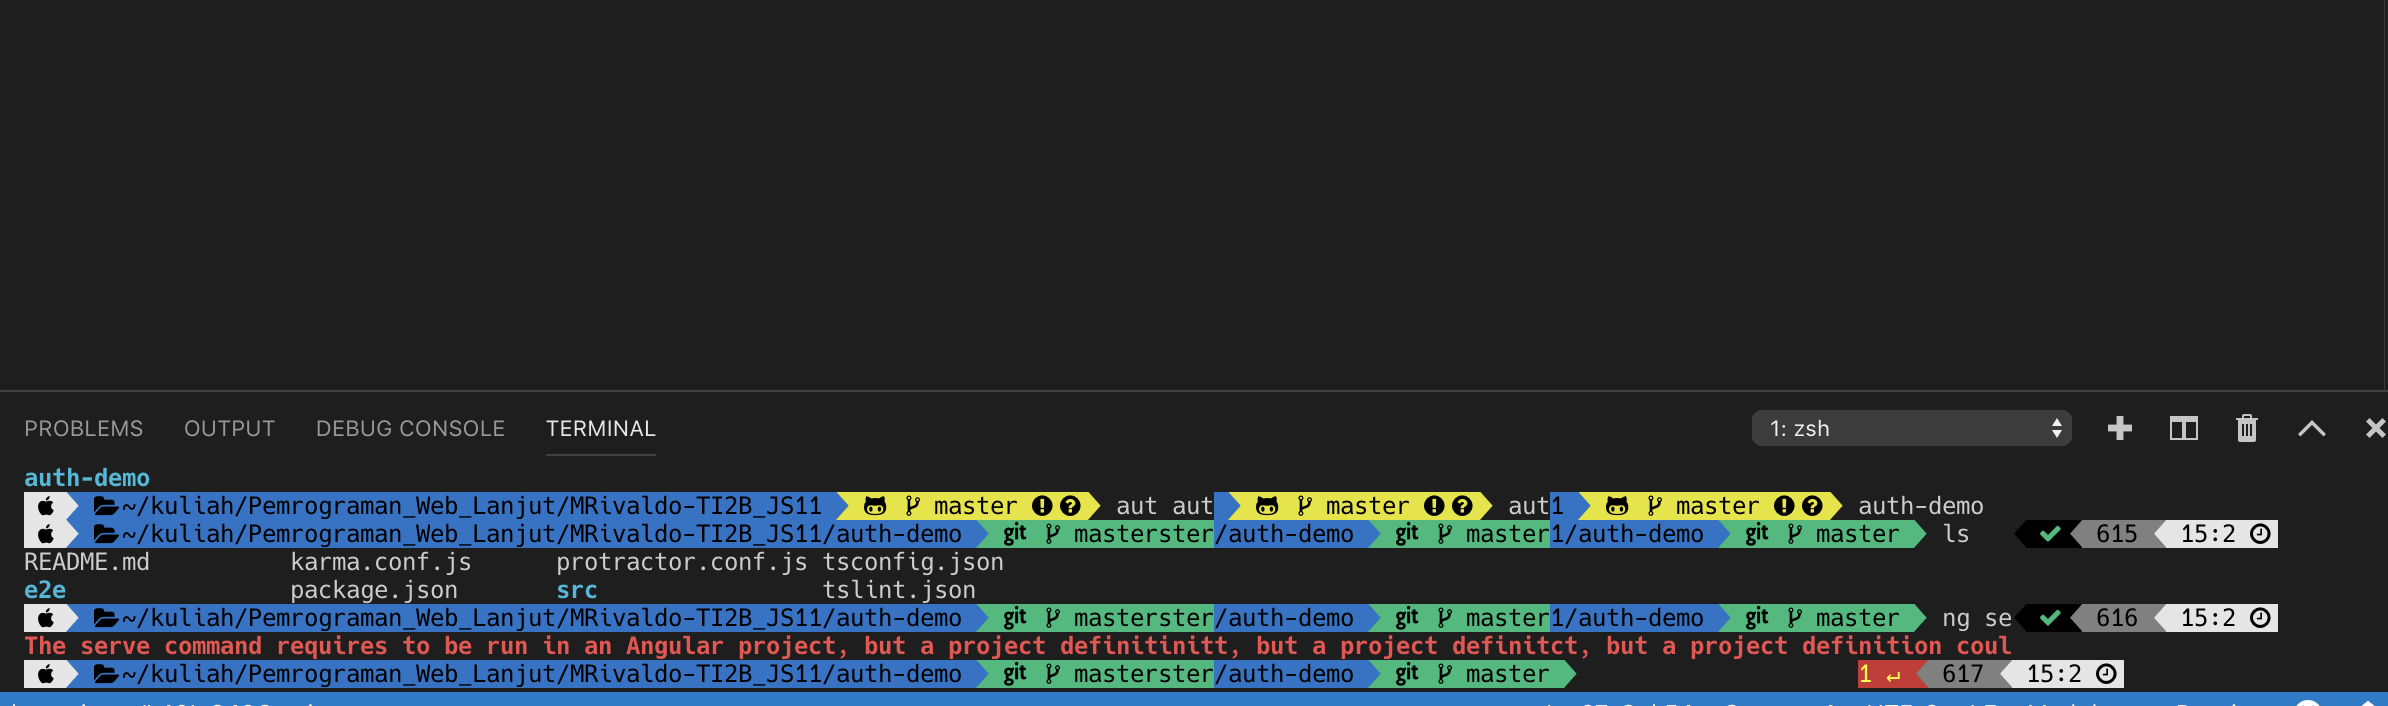 PROBLEMS OUTPUT DEBUG CONSOLE TERMINAL 1: zsh
auth-demo
~/kuliah/Pemrograman_Web_Lanjut/MRivaldo-TI2B_JS11 master aut aut master aut1 master auth-demo
~/kuliah/Pemrograman_Web_Lanjut/MRivaldo-TI2B_JS11/auth-demo git masterster/auth-demo git master1/auth-demo git master ls 615 15:2
README.md karma.conf.js protractor.conf.js tsconfig.json
e2e package.json src tslint.json
~/kuliah/Pemrograman_Web_Lanjut/MRivaldo-TI2B_JS11/auth-demo git masterster/auth-demo git master1/auth-demo git master ng se 616 15:2
The serve command requires to be run in an Angular project, but a project definitinitt, but a project definitct, but a project definition coul
~/kuliah/Pemrograman_Web_Lanjut/MRivaldo-TI2B_JS11/auth-demo git masterster/auth-demo git master 1 ↵ 617 15:2